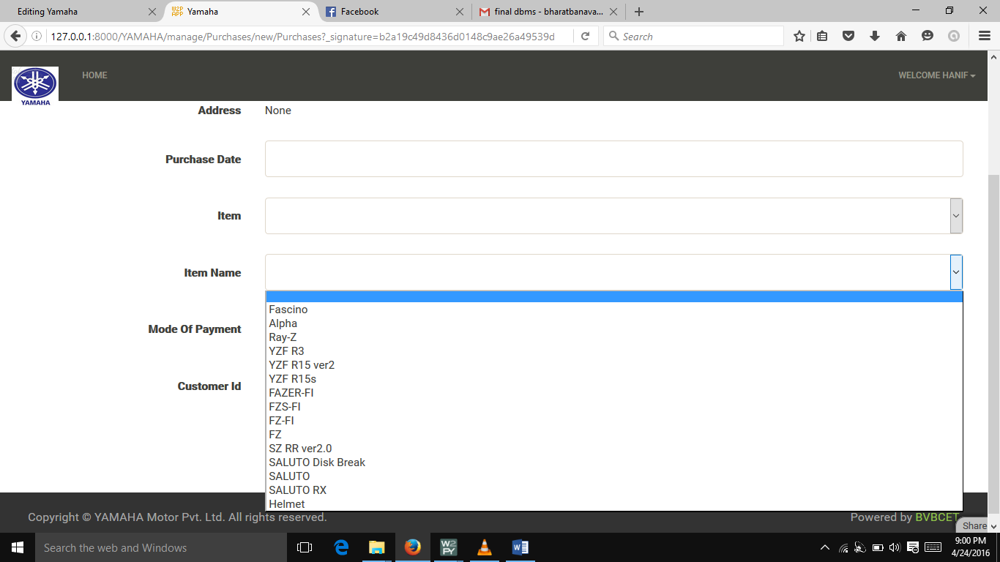 Editing Yamaha
Yamaha
Facebook
final dbms - bharatbanava...
127.0.0.1:8000/YAMAHA/manage/Purchases/new/Purchases?_signature=b2a19c49d8436d0148c9ae26a49539d
Search
YAMAHA
HOME
WELCOME HANIF
Address None
Purchase Date
Item
Item Name
Fascino
Alpha
Ray-Z
YZF R3
YZF R15 ver2
YZF R15s
FAZER-FI
FZS-FI
FZ-FI
FZ
SZ RR ver2.0
SALUTO Disk Break
SALUTO
SALUTO RX
Helmet
Mode Of Payment
Customer Id
Copyright © YAMAHA Motor Pvt. Ltd. All rights reserved.
Powered by BVBCET
Share
Search the web and Windows
W2
PY
9:00 PM
4/24/2016